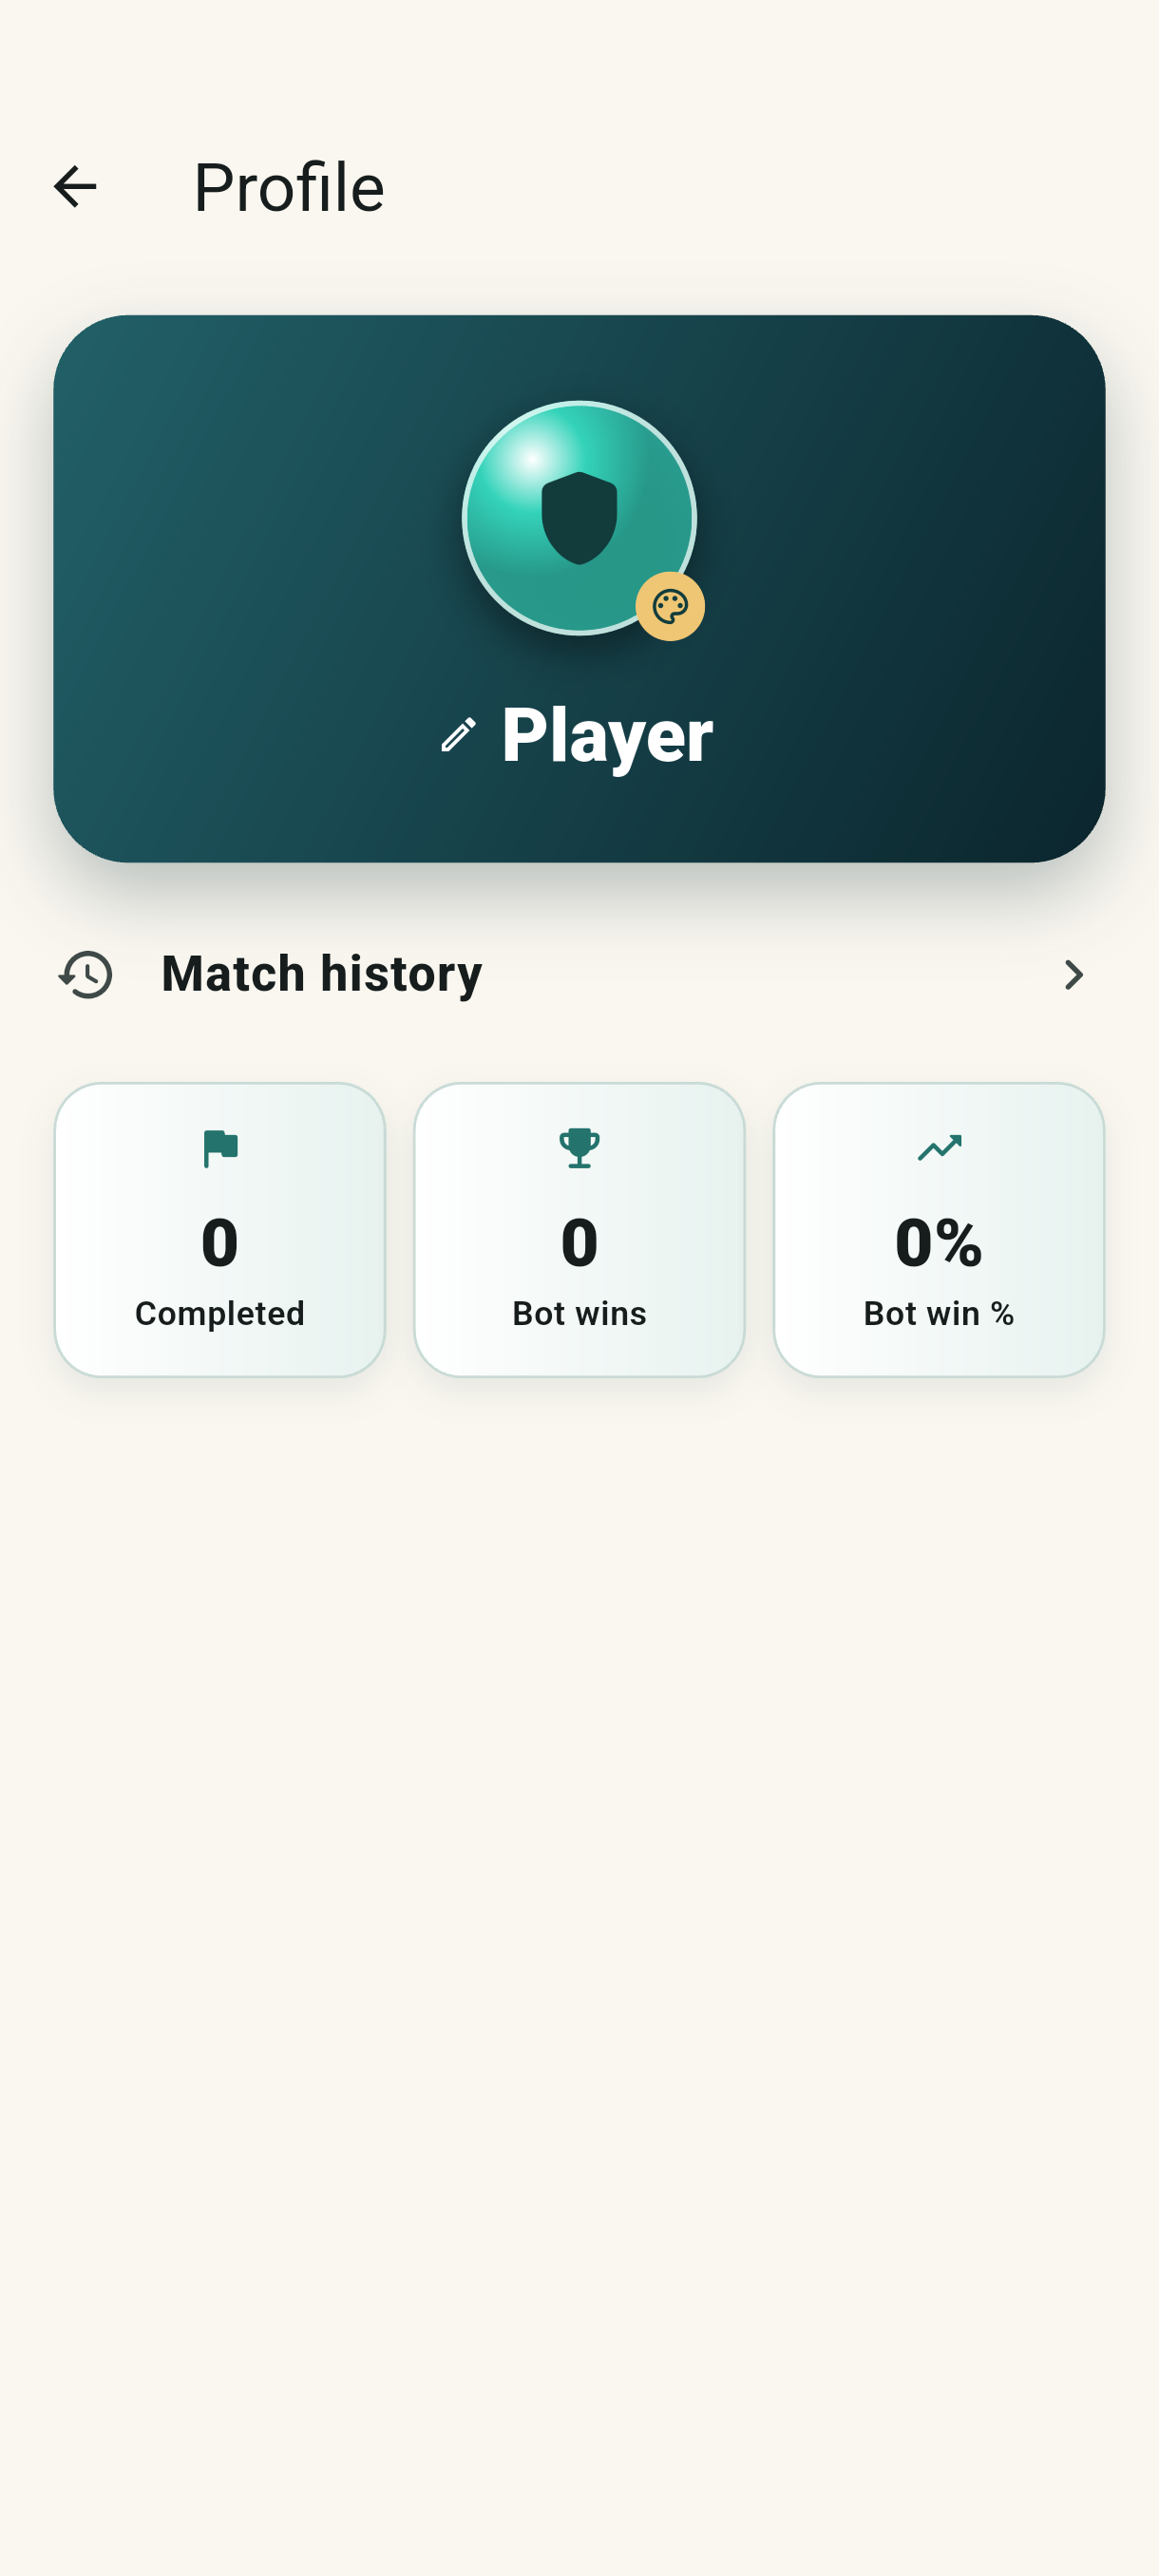 Profile
Player
Match history
0
Completed
0
Bot wins
0%
Bot win %